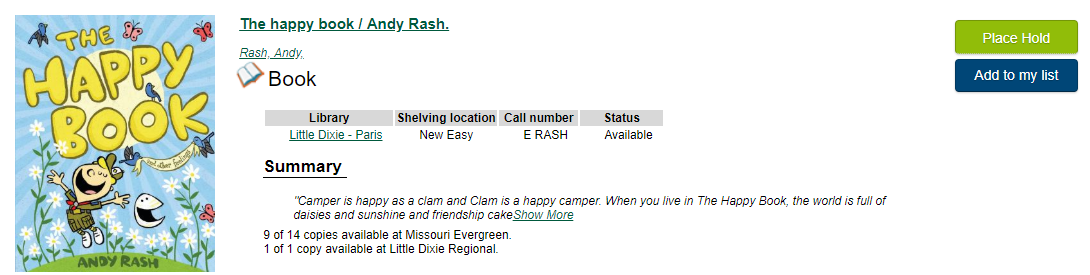 THE
HAPPY
BOOK
and other feelings
ANDY RASH
The happy book / Andy Rash.
Rash, Andy,
Book
Library Shelving location Call number Status
Little Dixie - Paris New Easy E RASH Available
Summary
"Camper is happy as a clam and Clam is a happy camper. When you live in The Happy Book, the world is full of
daisies and sunshine and friendship cakeShow More
9 of 14 copies available at Missouri Evergreen.
1 of 1 copy available at Little Dixie Regional.
Place Hold
Add to my list